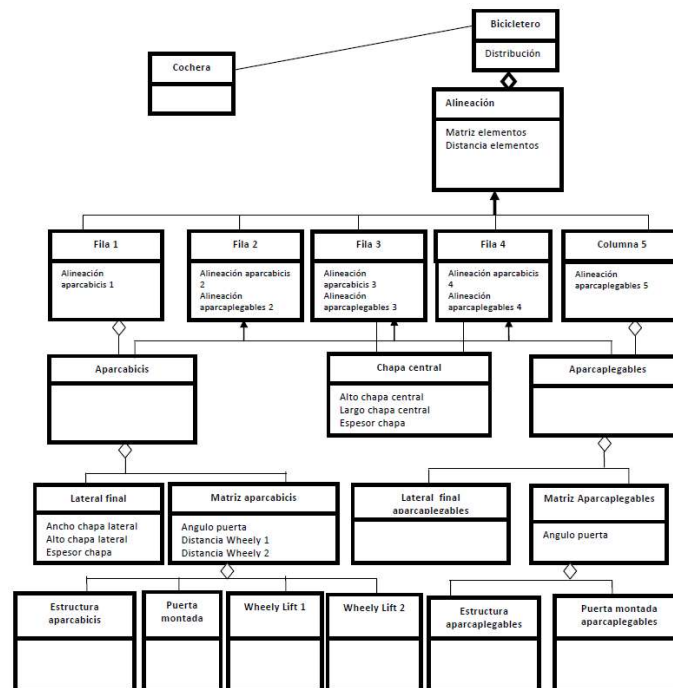 Bicicletero
Distribución
Cochera
Alineación
Matriz elementos
Distancia elementos
Fila 1
Alineación
aparcabicis 1
Fila 2
Alineación aparcabicis
2
Alineación
aparcaplegables 2
Fila 3
Alineación
aparcabicis 3
Alineación
aparcaplegables 3
Fila 4
Alineación aparcabicis
4
Alineación
aparcaplegables 4
Columna 5
Alineación
aparcaplegables 5
Aparcabicis
Chapa central
Alto chapa central
Largo chapa central
Espesor chapa
Aparcaplegables
Lateral final
Ancho chapa lateral
Alto chapa lateral
Espesor chapa
Matriz aparcabicis
Angulo puerta
Distancia Wheely 1
Distancia Wheely 2
Lateral final
aparcaplegables
Matriz Aparcaplegables
Angulo puerta
Estructura
aparcabicis
Puerta
montada
Wheely Lift 1
Wheely Lift 2
Estructura
aparcaplegables
Puerta montada
aparcaplegables